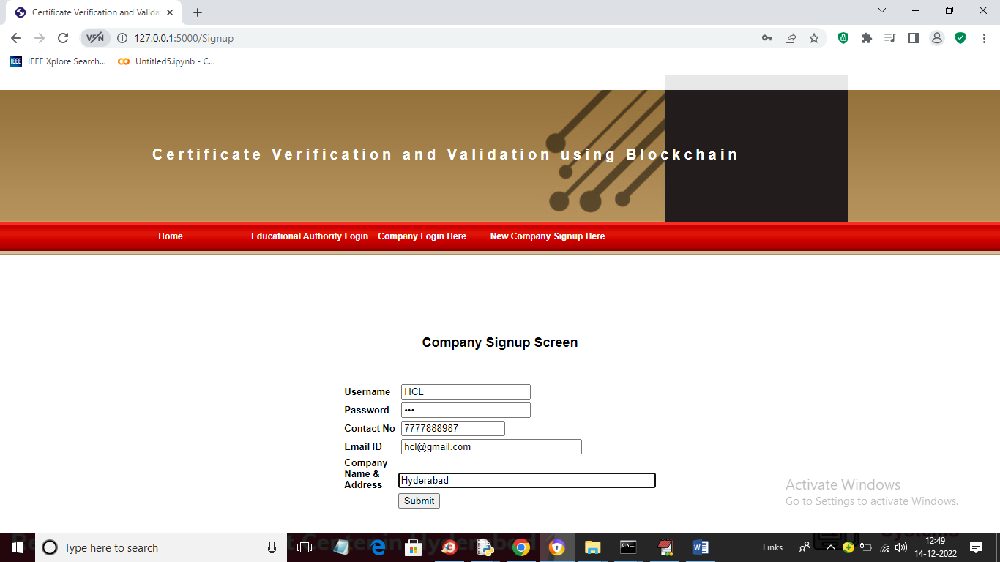 Certificate Verification and Valida
127.0.0.1:5000/Signup
IEEE IEEE Xplore Search... Untitled5.ipynb - C...
Certificate Verification and Validation using Blockchain
Home Educational Authority Login Company Login Here New Company Signup Here
Company Signup Screen
Username HCL
Password •••
Contact No 7777888987
Email ID hcl@gmail.com
Company
Name &
Address Hyderabad
Submit
Activate Windows
Go to Settings to activate Windows.
Type here to search
Links
12:49
14-12-2022